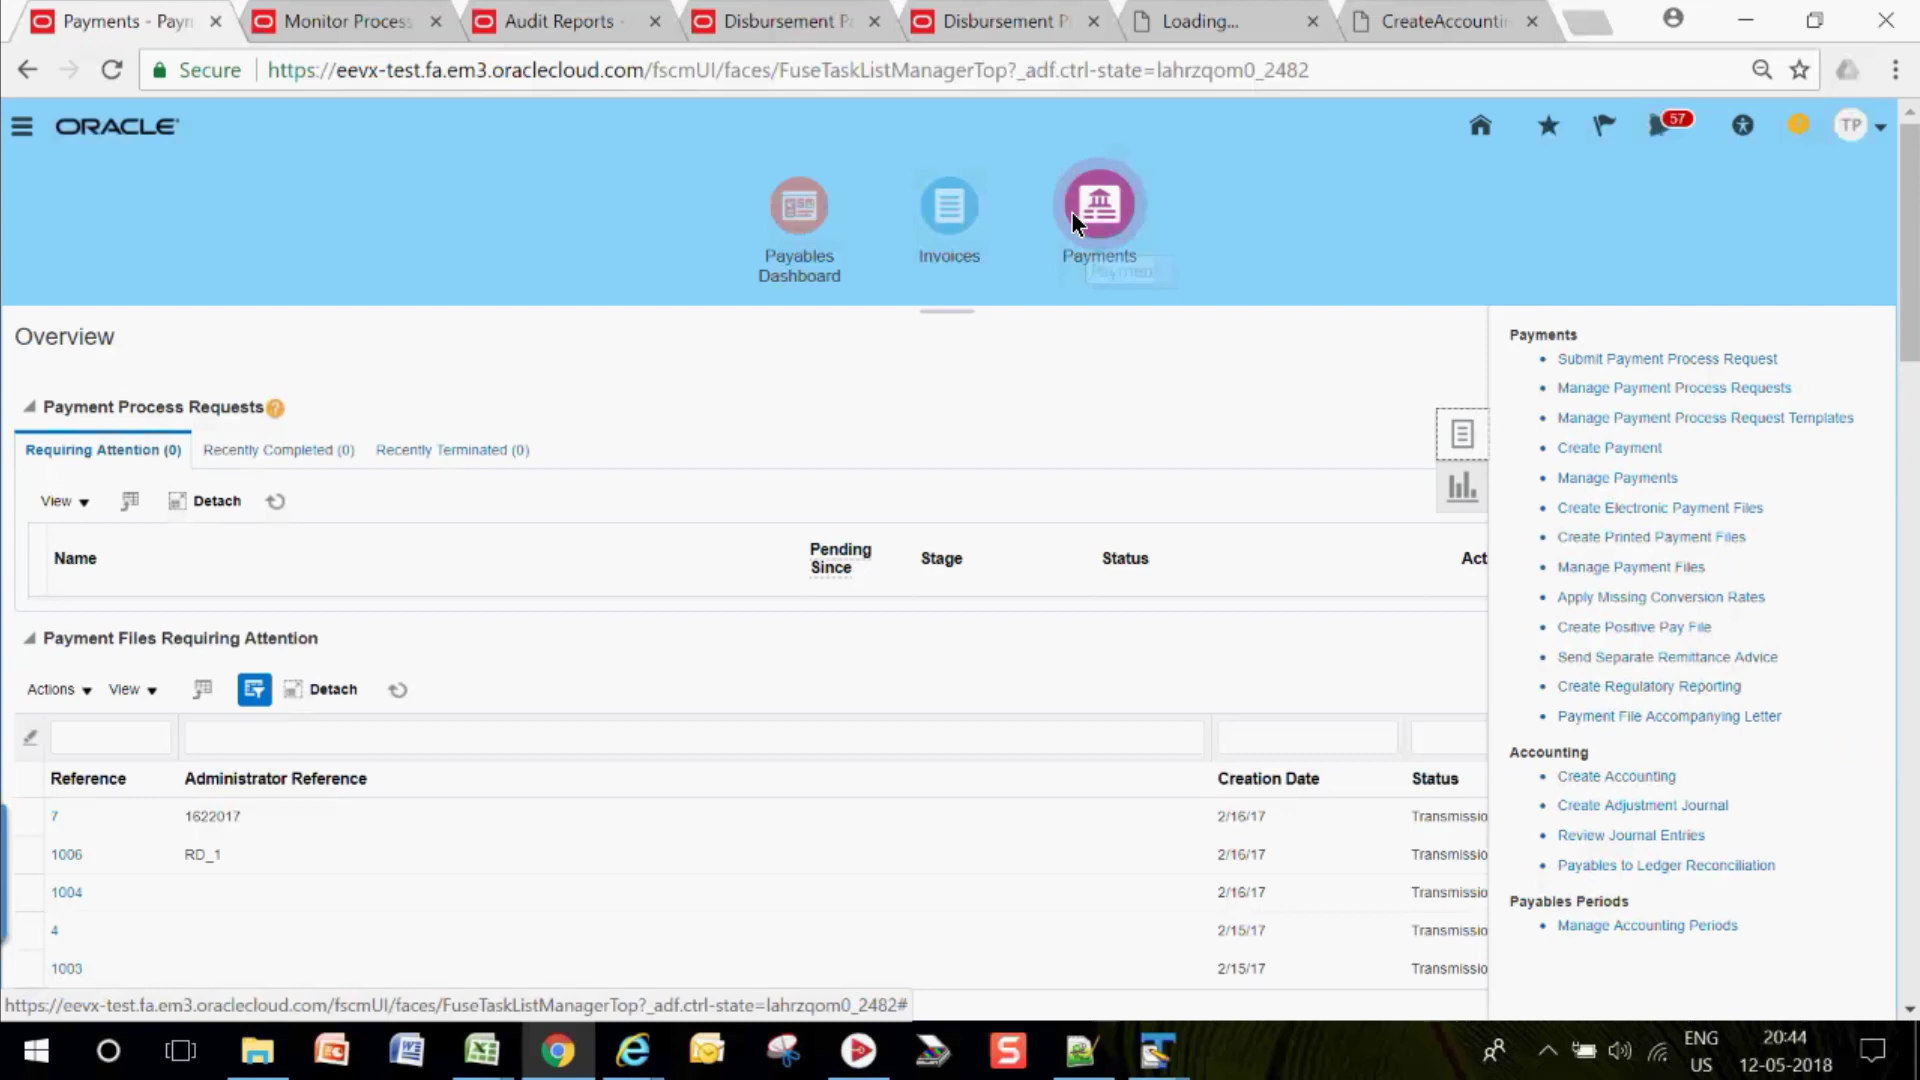 Payments - Payn
Monitor Process
Audit Reports -
Disbursement Pa
Disbursement P
Loading...
CreateAccounti
Secure
https://eevx-test.fa.em3.oraclecloud.com/fscmUI/faces/FuseTaskListManagerTop?_adf.ctrl-state=lahrzqom0_2482
ORACLE
57
TP
Payables
Dashboard
Invoices
Payments
Payment
Overview
Payment Process Requests
Requiring Attention (0)
Recently Completed (0)
Recently Terminated (0)
View
Detach
Name
Pending
Since
Stage
Status
Act
Payment Files Requiring Attention
Actions
View
Detach
Reference
Administrator Reference
Creation Date
Status
7
1622017
2/16/17
Transmissio
1006
RD_1
2/16/17
Transmissio
1004
2/16/17
Transmissio
4
2/15/17
Transmissio
1003
2/15/17
Transmissio
Payments
Submit Payment Process Request
Manage Payment Process Requests
Manage Payment Process Request Templates
Create Payment
Manage Payments
Create Electronic Payment Files
Create Printed Payment Files
Manage Payment Files
Apply Missing Conversion Rates
Create Positive Pay File
Send Separate Remittance Advice
Create Regulatory Reporting
Payment File Accompanying Letter
Accounting
Create Accounting
Create Adjustment Journal
Review Journal Entries
Payables to Ledger Reconciliation
Payables Periods
Manage Accounting Periods
https://eevx-test.fa.em3.oraclecloud.com/fscmUI/faces/FuseTaskListManagerTop?_adf.ctrl-state=lahrzqom0_2482#
ENG
US
20:44
12-05-2018